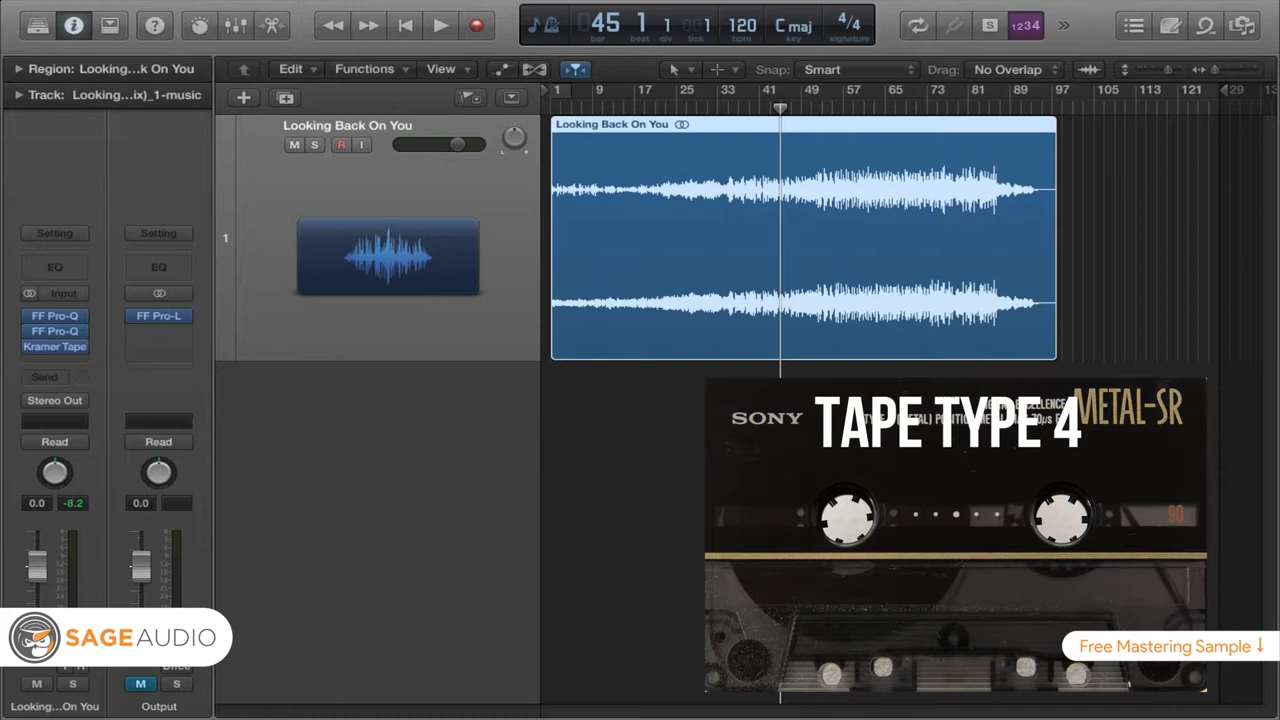 45 1 1 1 120 C maj 4/4
bar beat div tick bpm key signature
S 1234
Region: Looking...k On You
Edit Functions View Snap: Smart Drag: No Overlap
Track: Looking...ix)_1-music
1 9 17 25 33 41 49 57 65 73 81 89 97 105 113 121 29 33
Looking Back On You
M S R I
Looking Back On You
1
Setting Setting
EQ EQ
Input
FF Pro-Q FF Pro-L
FF Pro-Q
Kramer Tape
Send
Stereo Out
Read Read
0.0 -8.2 0.0
SONY
TAPE TYPE 4
METAL-SR
90
SAGE AUDIO
Free Mastering Sample ↓
M S M S
Looking...On You Output